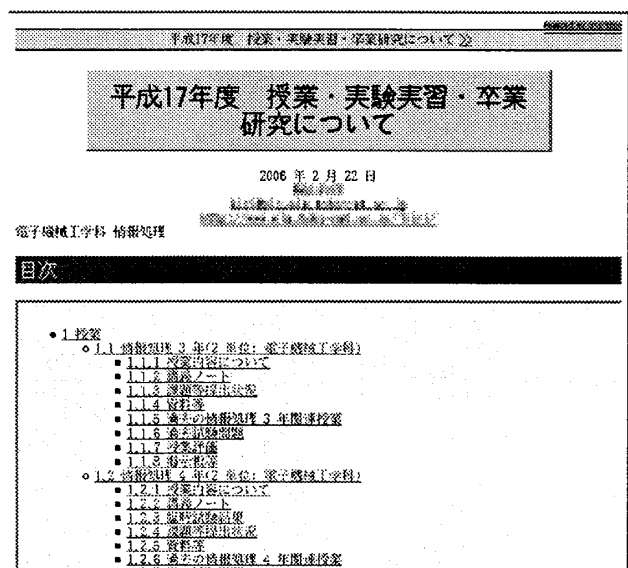 平成17年度 授業・実験実習・卒業研究について
平成17年度 授業・実験実習・卒業
研究について
2006 年 2 月 22 日
電子機械工学科 情報処理
目次
• 1 授業
◦ 1.1 情報処理 3 年(2 単位: 電子機械工学科)
▪ 1.1.1 授業内容について
▪ 1.1.2 講義ノート
▪ 1.1.3 課題等提出状況
▪ 1.1.4 資料等
▪ 1.1.5 過去の情報処理 3 年関連授業
▪ 1.1.6 過去試験問題
▪ 1.1.7 授業評価
▪ 1.1.8 掲示板等
◦ 1.2 情報処理 4 年(2 単位: 電子機械工学科)
▪ 1.2.1 授業内容について
▪ 1.2.2 講義ノート
▪ 1.2.3 臨時試験結果
▪ 1.2.4 課題等提出状況
▪ 1.2.5 資料等
▪ 1.2.6 過去の情報処理 4 年関連授業